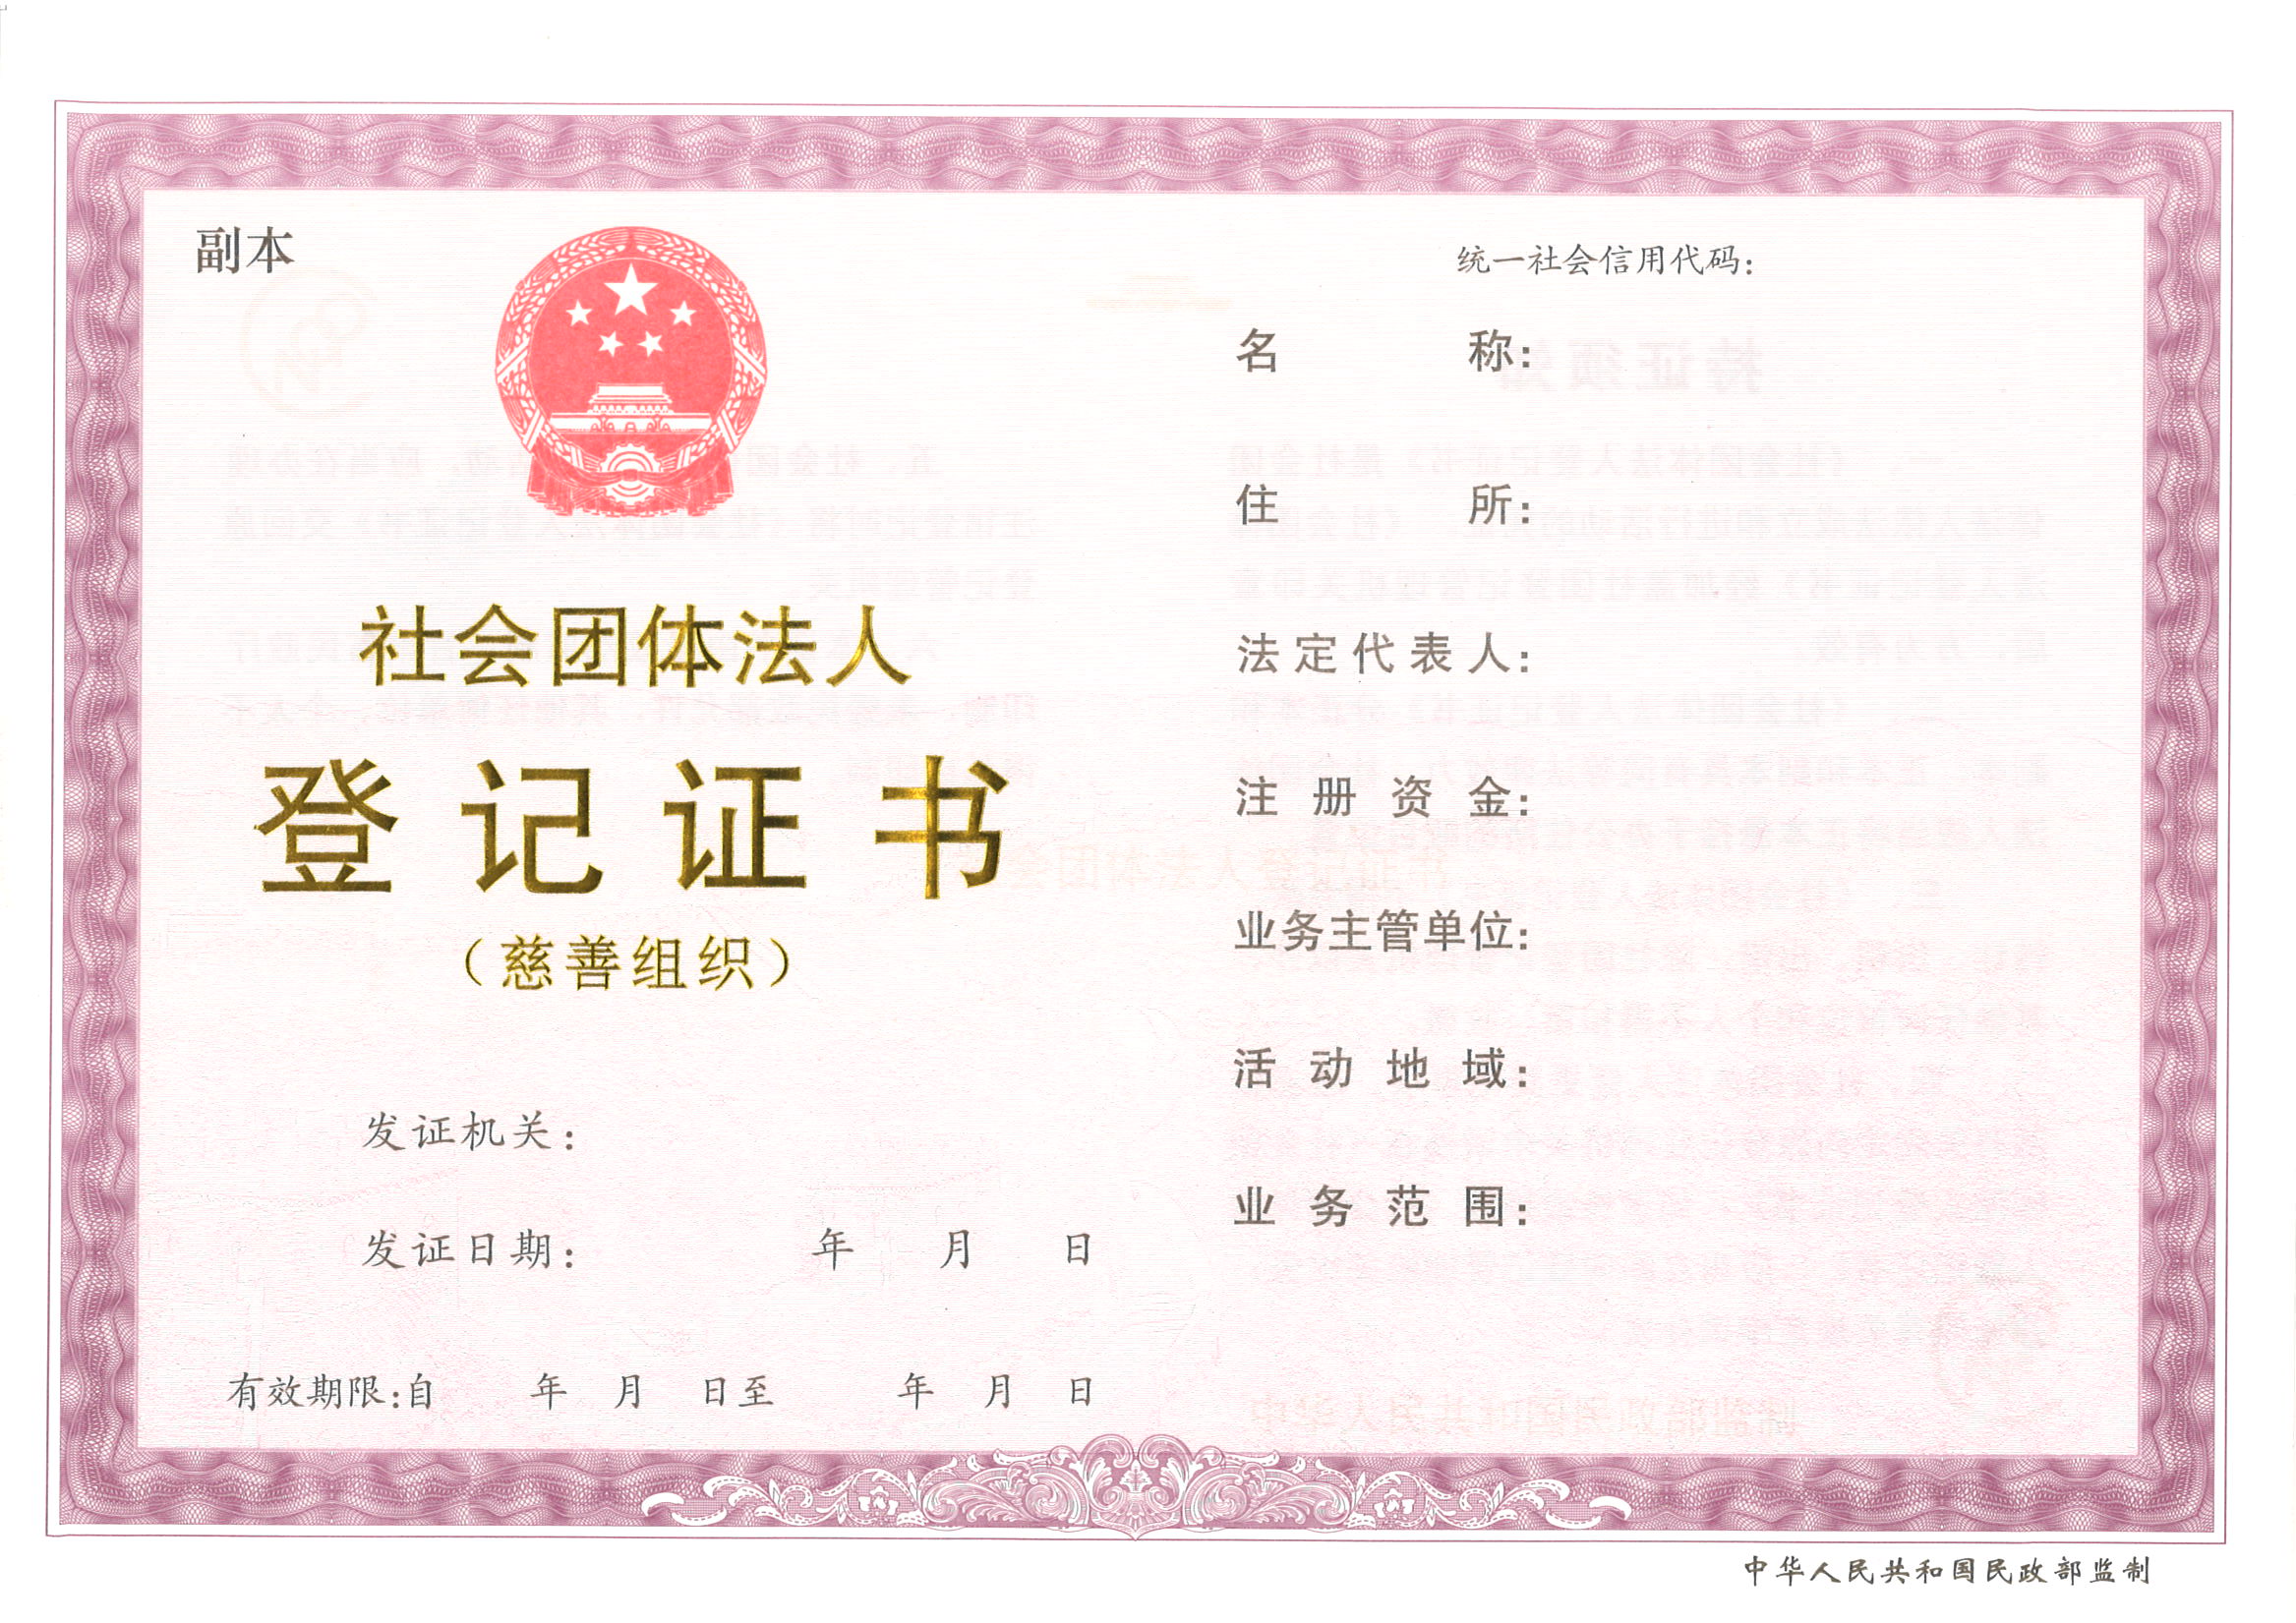 副本
社会团体法人
登记证书
（慈善组织）
发证机关：
发证日期： 年 月 日
有效期限：自 年 月 日至 年 月 日
统一社会信用代码：
名称：
住所：
法定代表人：
注册资金：
业务主管单位：
活动地域：
业务范围：
中华人民共和国民政部监制